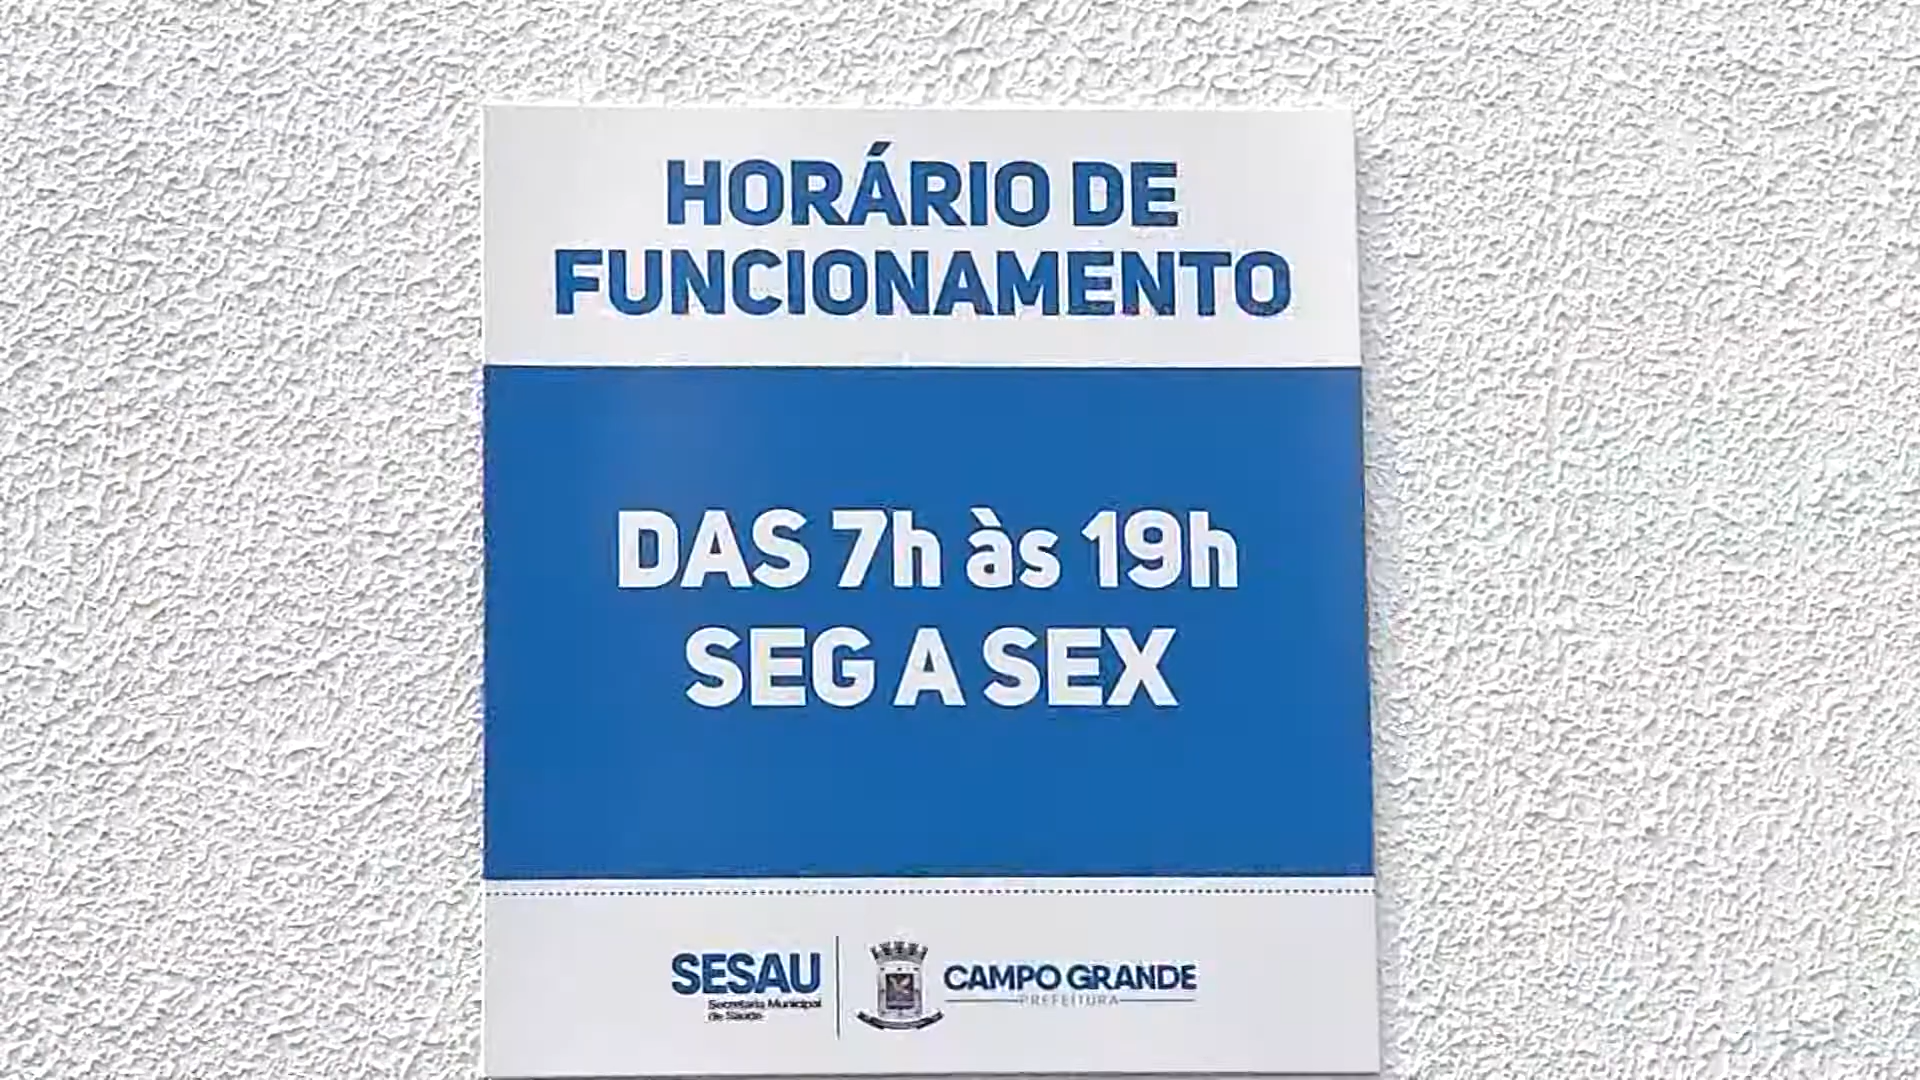 HORÁRIO DE
FUNCIONAMENTO
DAS 7h às 19h
SEG A SEX
SESAU
Secretaria Municipal
de Saúde
CAMPO GRANDE
PREFEITURA